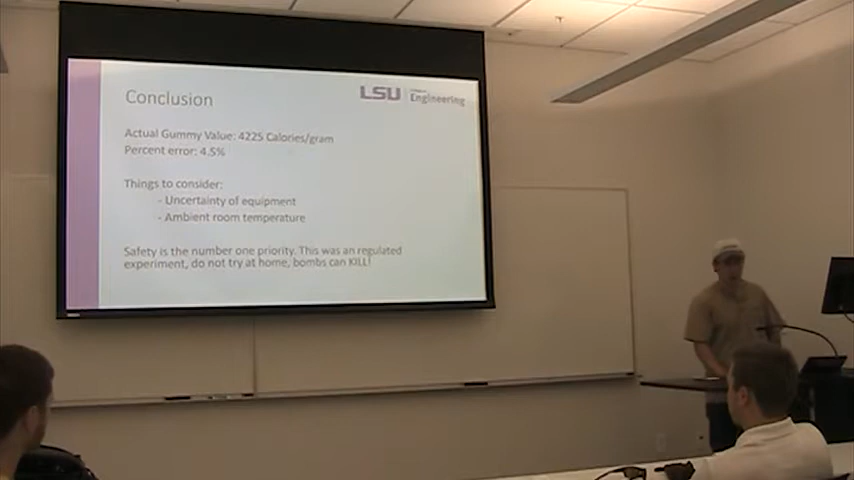 Conclusion
LSU Engineering
Actual Gummy Value: 4225 Calories/gram
Percent error: 4.5%
Things to consider:
- Uncertainty of equipment
- Ambient room temperature
Safety is the number one priority. This was an regulated
experiment, do not try at home, bombs can KILL!